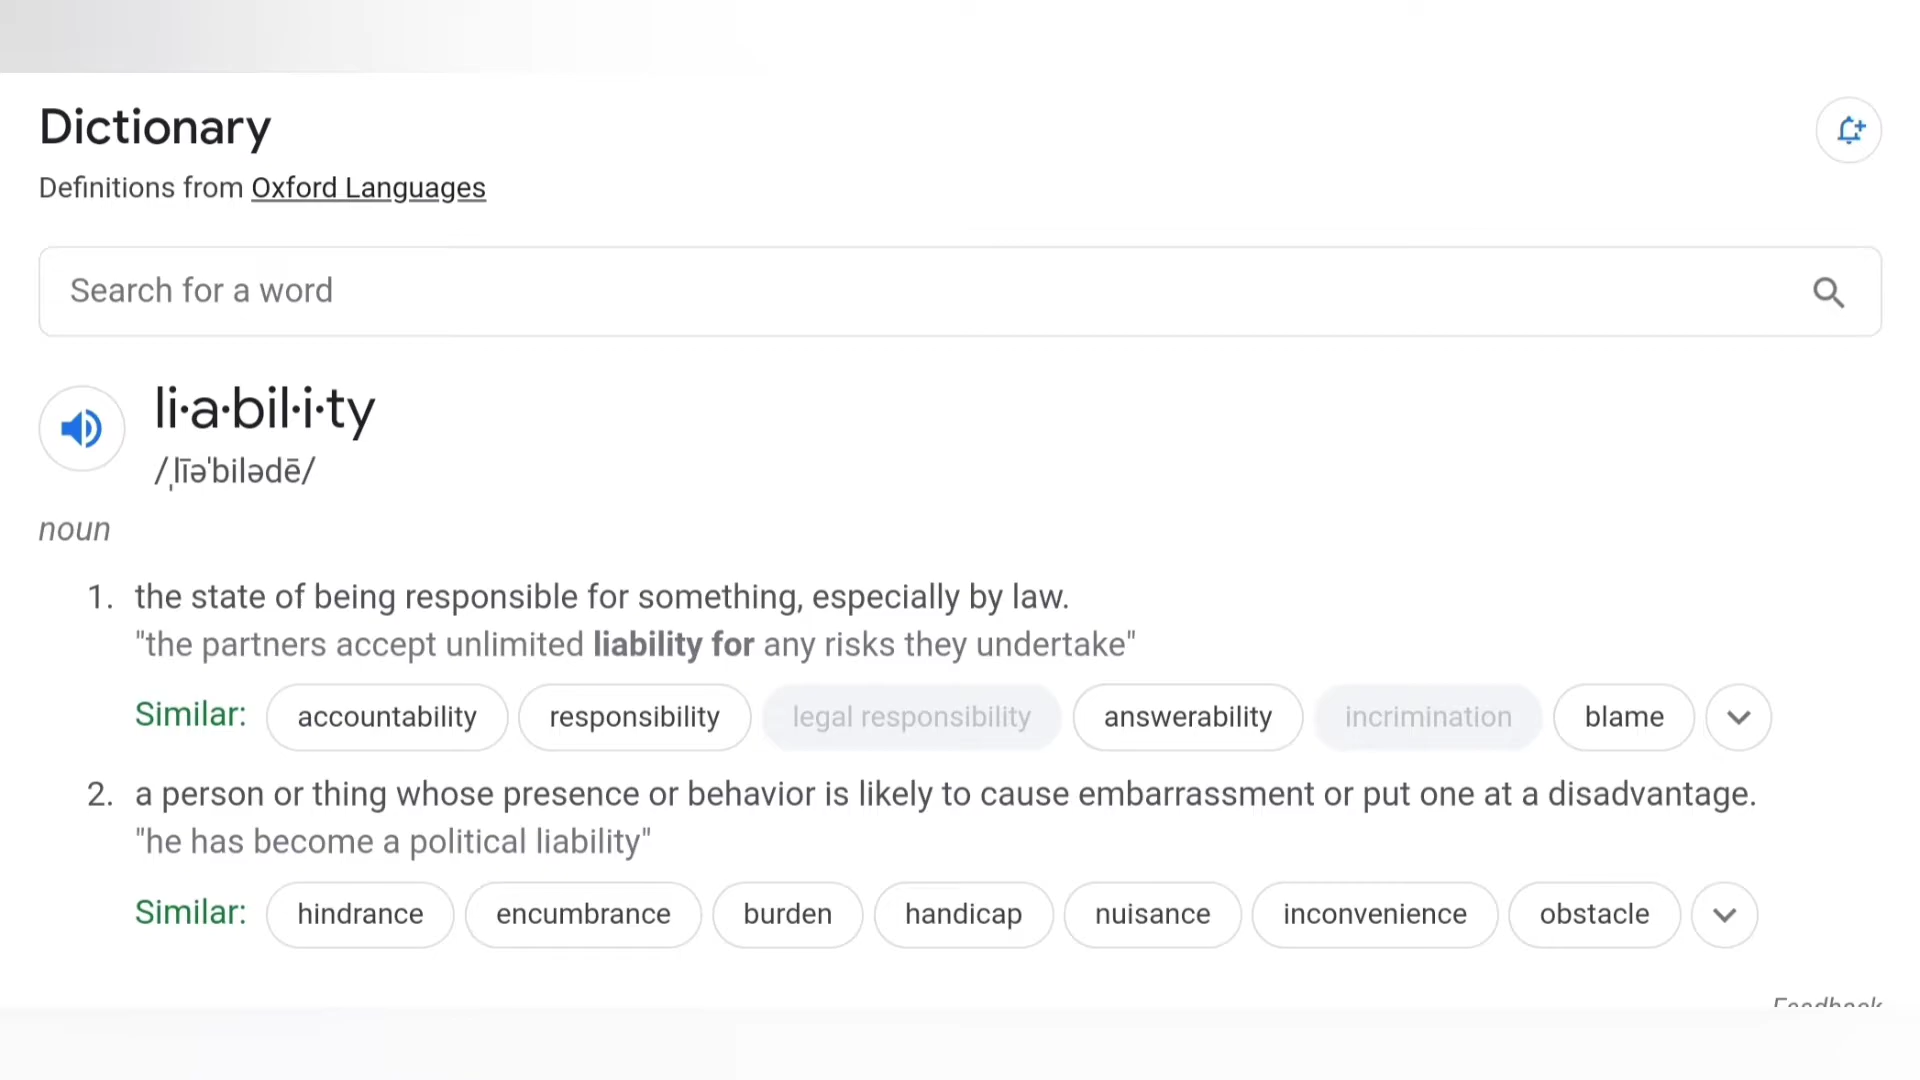 Dictionary
Definitions from Oxford Languages
Search for a word
li·a·bil·i·ty
/ˌlīəˈbilədē/
noun
1. the state of being responsible for something, especially by law.
"the partners accept unlimited liability for any risks they undertake"
Similar: accountability responsibility legal responsibility answerability incrimination blame
2. a person or thing whose presence or behavior is likely to cause embarrassment or put one at a disadvantage.
"he has become a political liability"
Similar: hindrance encumbrance burden handicap nuisance inconvenience obstacle
Feedback